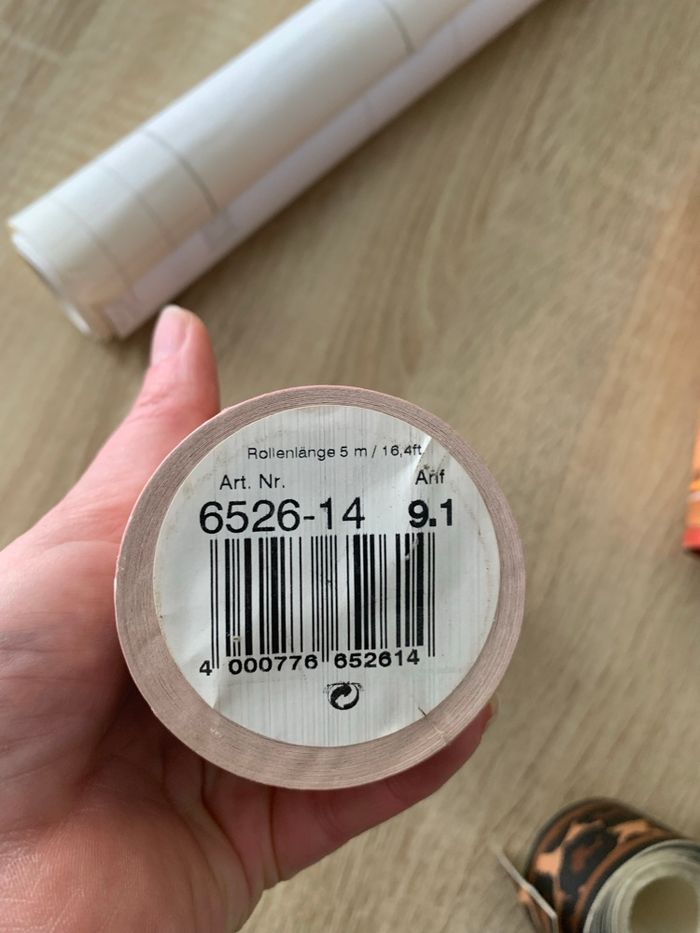 Rollenlänge 5 m / 16,4ft
Art. Nr. Arif
6526-14 9.1
4 000776 652614